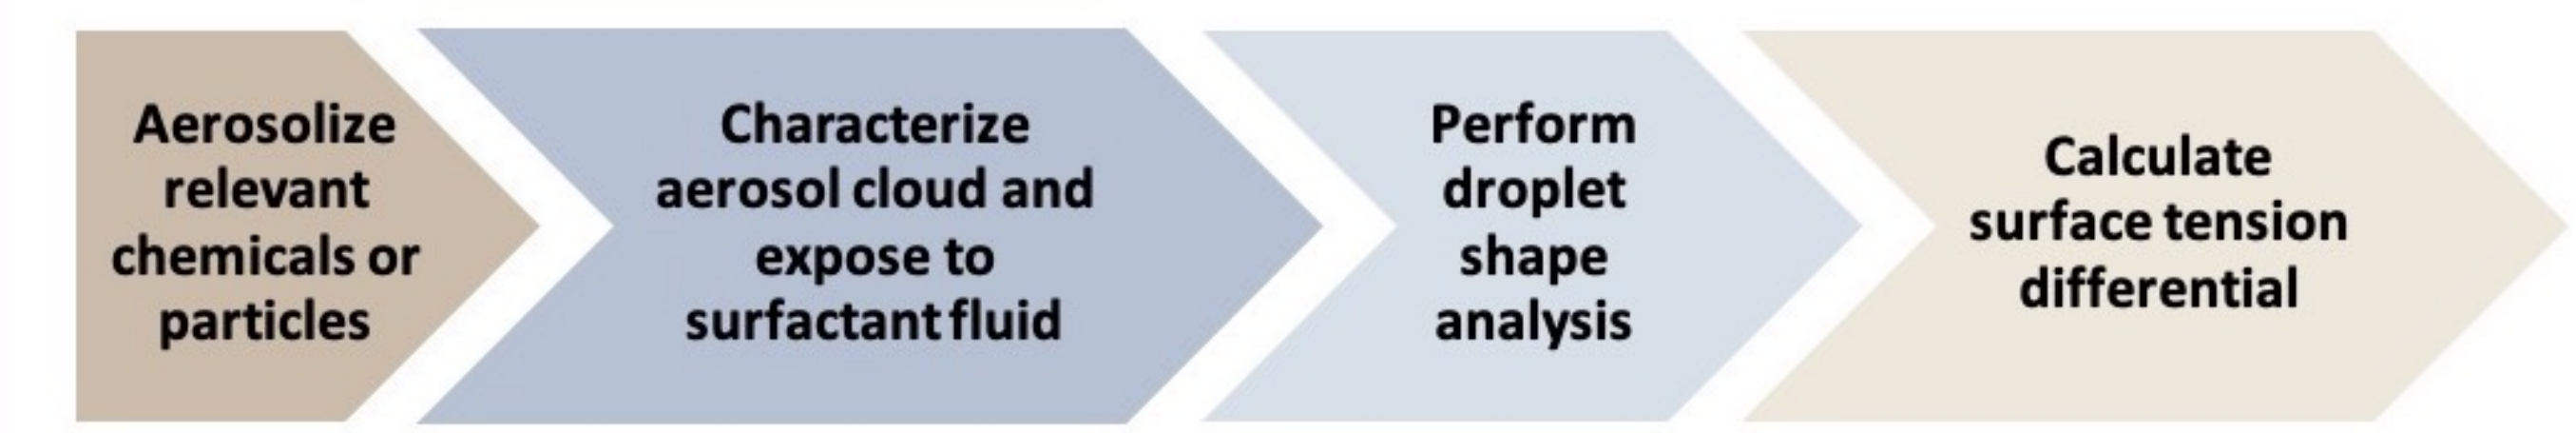 Aerosolize
relevant
chemicals or
particles
Characterize
aerosol cloud and
expose to
surfactant fluid
Perform
droplet
shape
analysis
Calculate
surface tension
differential